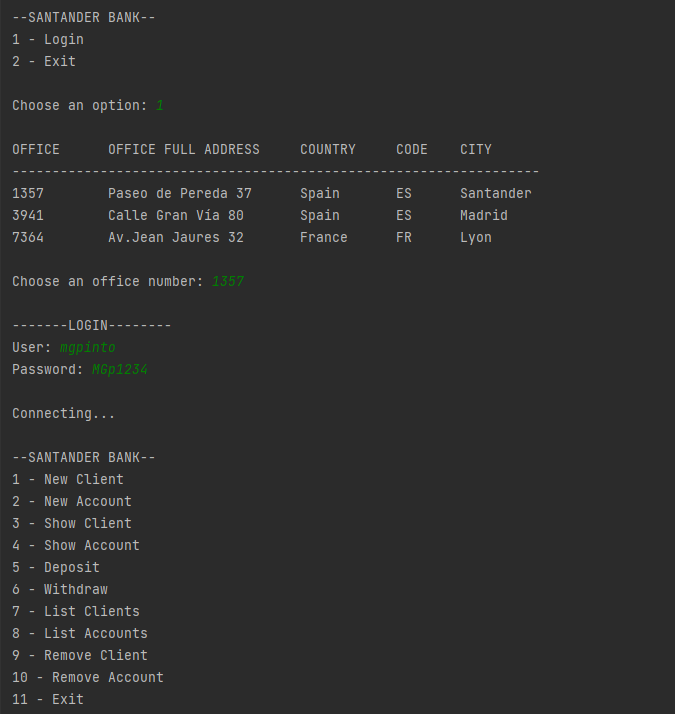 --SANTANDER BANK--
1 - Login
2 - Exit
Choose an option: 1
OFFICE      OFFICE FULL ADDRESS     COUNTRY     CODE    CITY
------------------------------------------------------------------
1357        Paseo de Pereda 37      Spain       ES      Santander
3941        Calle Gran Vía 80       Spain       ES      Madrid
7364        Av.Jean Jaures 32       France      FR      Lyon
Choose an office number: 1357
-------LOGIN--------
User: mgpinto
Password: MGp1234
Connecting...
--SANTANDER BANK--
1 - New Client
2 - New Account
3 - Show Client
4 - Show Account
5 - Deposit
6 - Withdraw
7 - List Clients
8 - List Accounts
9 - Remove Client
10 - Remove Account
11 - Exit